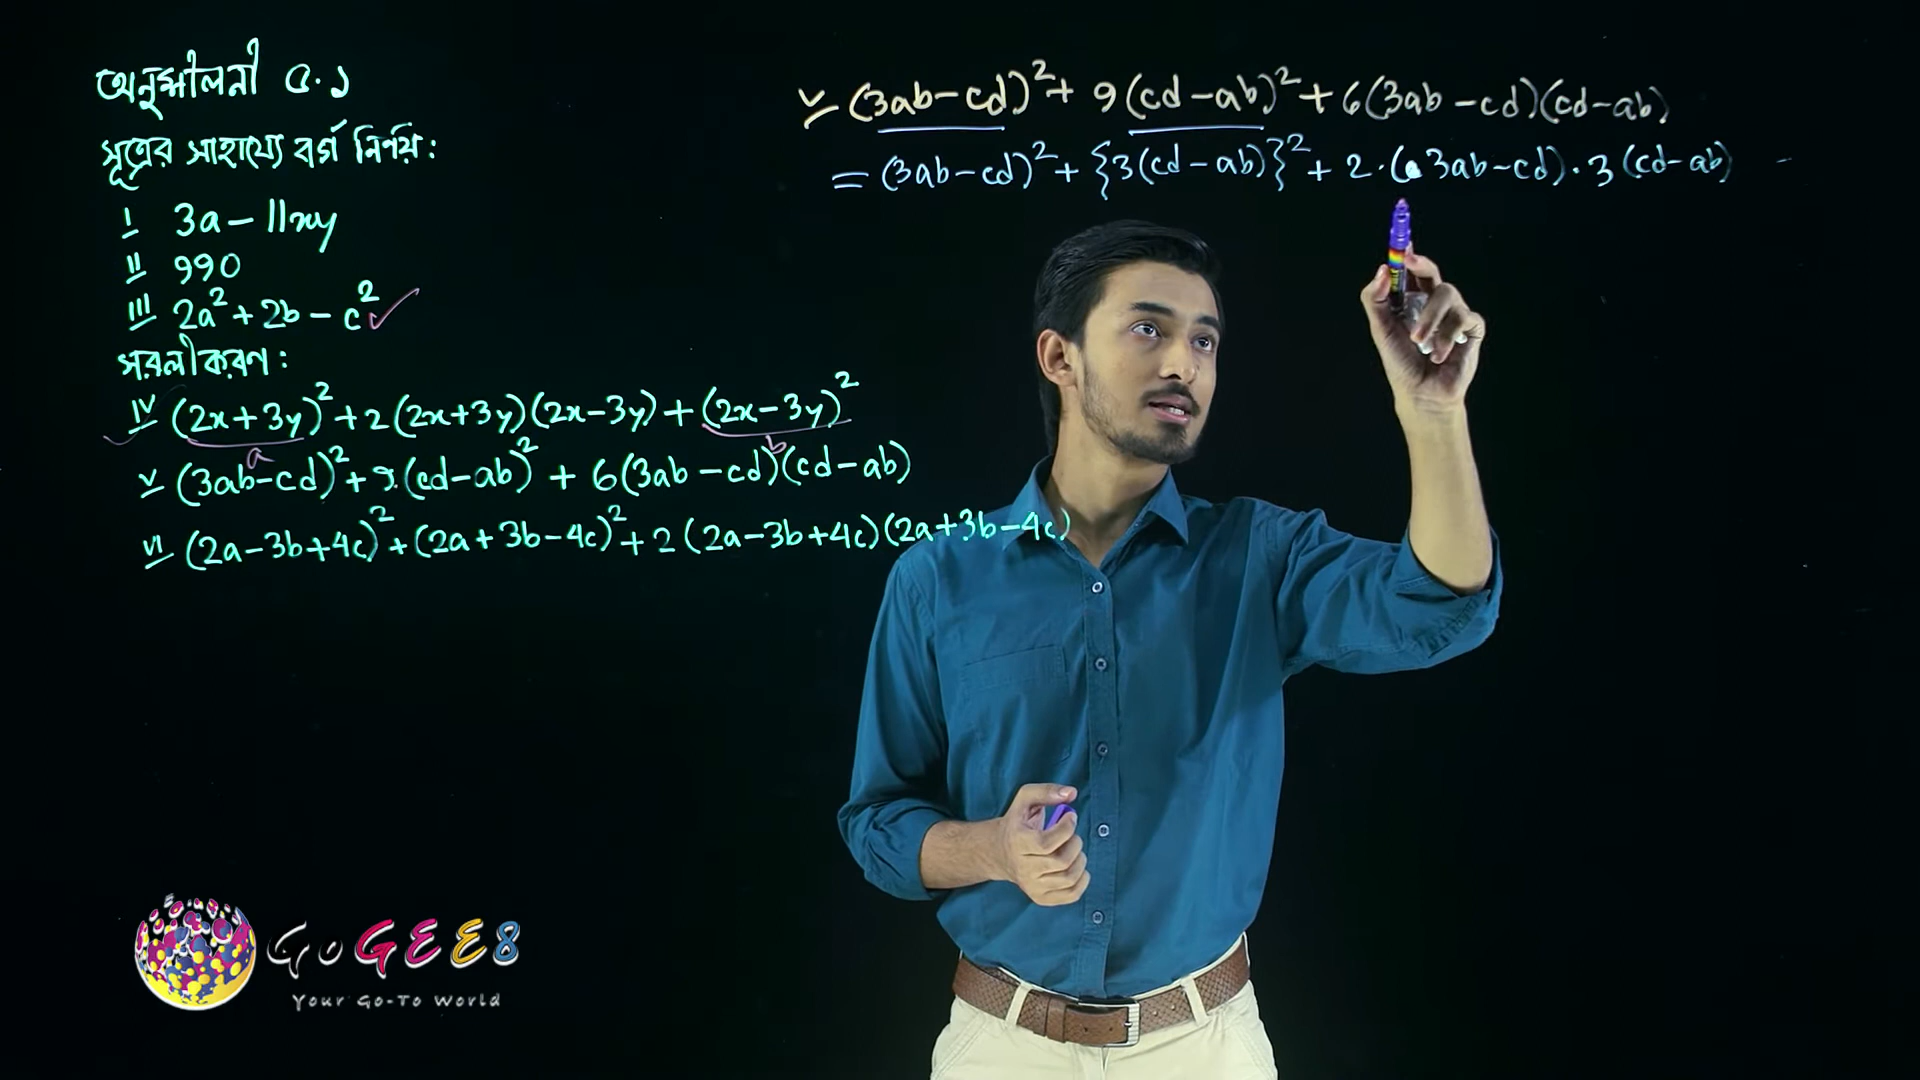 অনুশীলনী ৫.১
সূত্রের সাহায্যে বর্গ নির্ণয়:
I 3a - 11xy
II 990
III 2a² + 2b - c² ✓
সরলীকরণ:
IV (2x+3y)² + 2(2x+3y)(2x-3y) + (2x-3y)²
a b
V (3ab-cd)² + 9(cd-ab)² + 6(3ab-cd)(cd-ab)
VI (2a-3b+4c)² + (2a+3b-4c)² + 2(2a-3b+4c)(2a+3b-4c)
V (3ab-cd)² + 9(cd-ab)² + 6(3ab-cd)(cd-ab)
= (3ab-cd)² + {3(cd-ab)}² + 2·(3ab-cd)·3(cd-ab)
GoGEE8
Your Go-To World